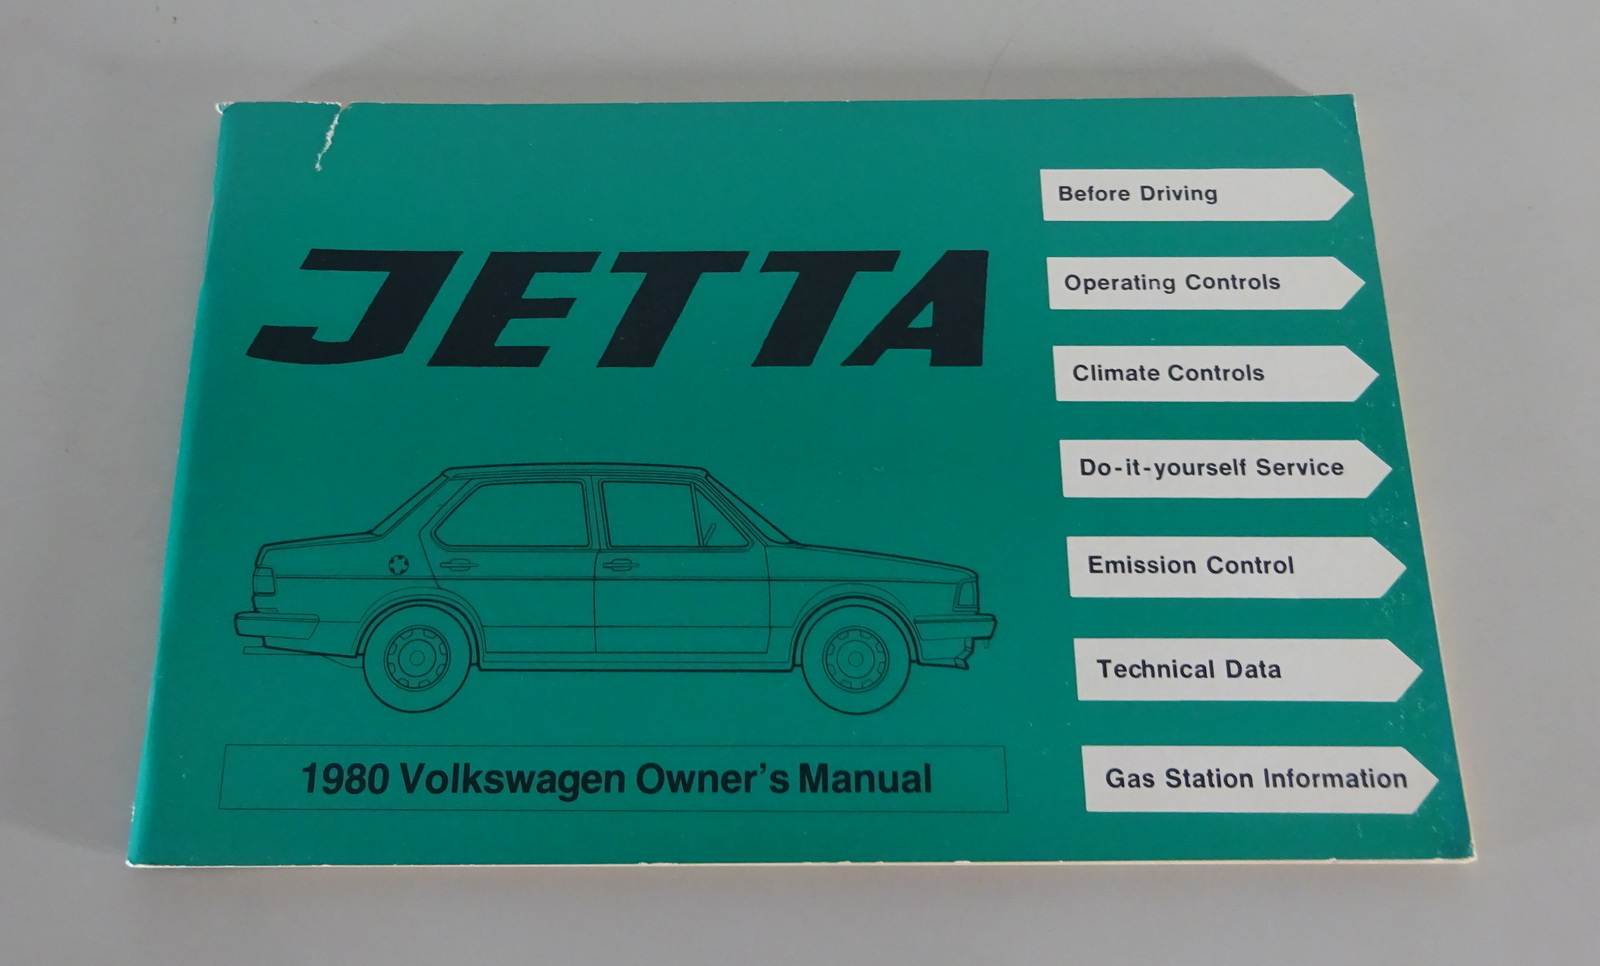 JETTA
1980 Volkswagen Owner's Manual
Before Driving
Operating Controls
Climate Controls
Do-it-yourself Service
Emission Control
Technical Data
Gas Station Information